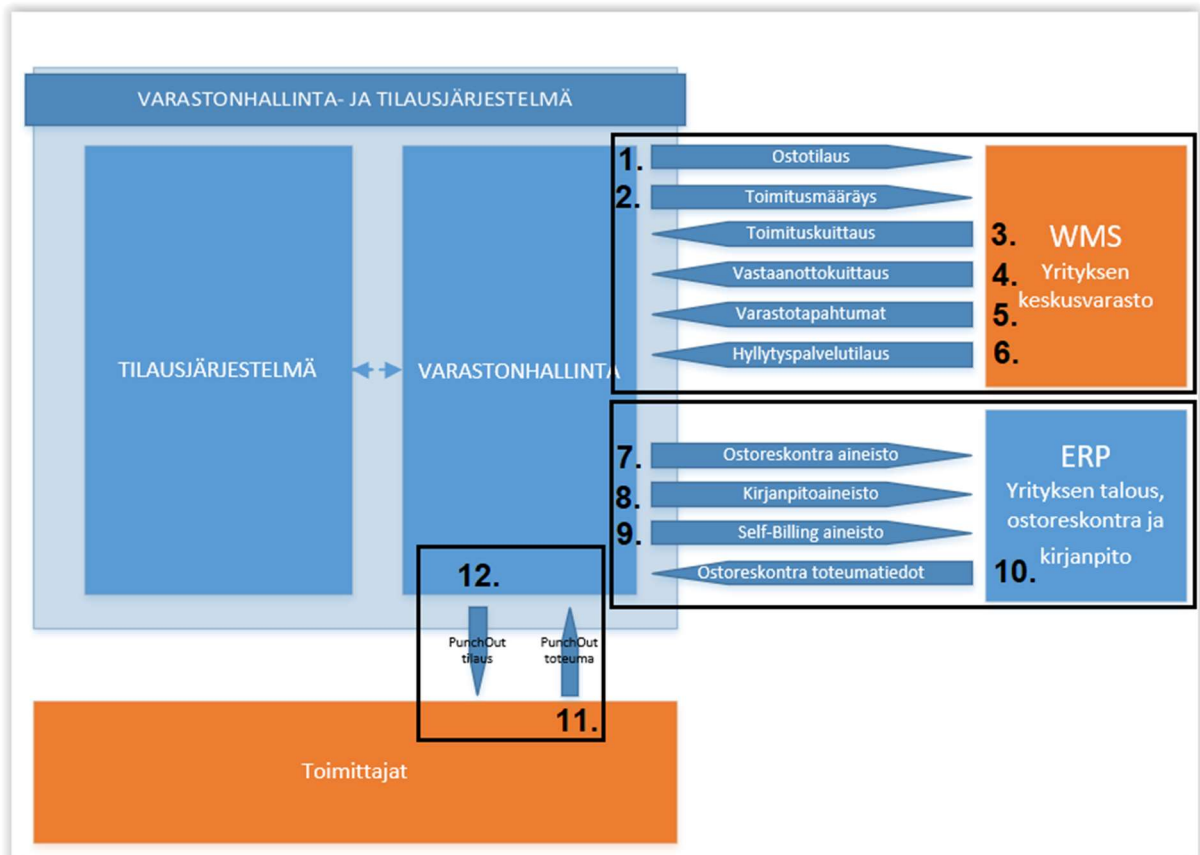 VARASTONHALLINTA- JA TILAUSJÄRJESTELMÄ
TILAUSJÄRJESTELMÄ
VARASTONHALLINTA
1. Ostotilaus
2. Toimitusmääräys
Toimituskuittaus 3.
Vastaanottokuittaus 4.
Varastotapahtumat 5.
Hyllytyspalvelutilaus 6.
WMS
Yrityksen
keskusvarasto
7. Ostoreskontra aineisto
8. Kirjanpitoaineisto
9. Self-Billing aineisto
Ostoreskontra toteumatiedot 10.
ERP
Yrityksen talous,
ostoreskontra ja
kirjanpito
12.
PunchOut
tilaus
PunchOut
toteuma
11.
Toimittajat